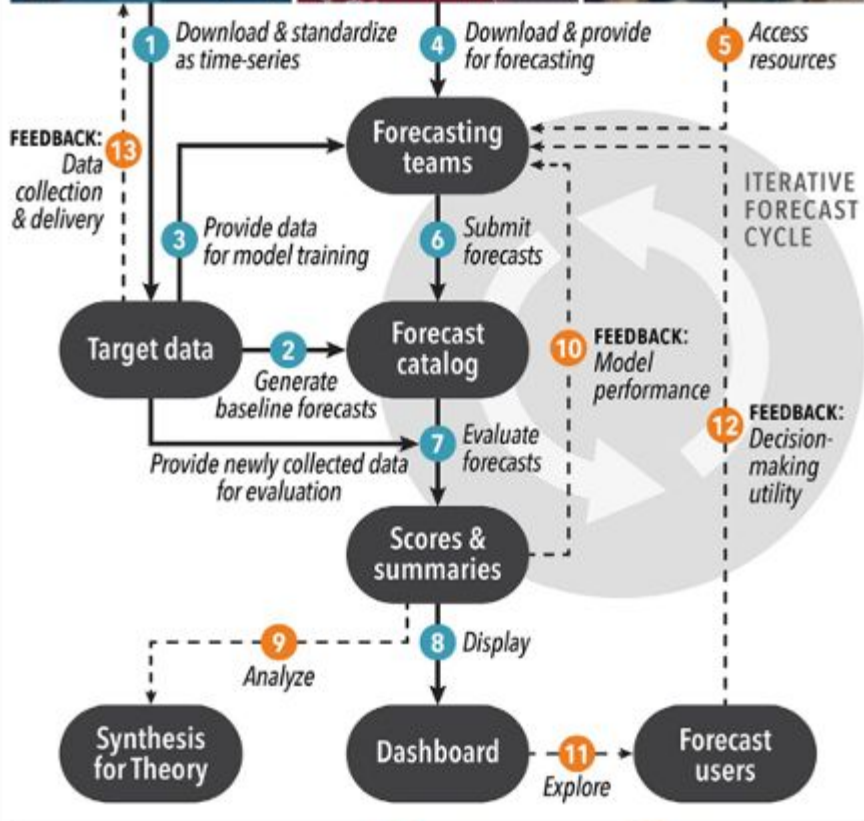 1
Download & standardize
as time-series
4
Download & provide
for forecasting
5
Access
resources
FEEDBACK:
Data
collection
& delivery
13
Forecasting
teams
ITERATIVE
FORECAST
CYCLE
3
Provide data
for model training
6
Submit
forecasts
Target data
2
Generate
baseline forecasts
Forecast
catalog
10
FEEDBACK:
Model
performance
12
FEEDBACK:
Decision-
making
utility
7
Evaluate
forecasts
Provide newly collected data
for evaluation
Scores &
summaries
9
Analyze
8
Display
Synthesis
for Theory
Dashboard
11
Explore
Forecast
users